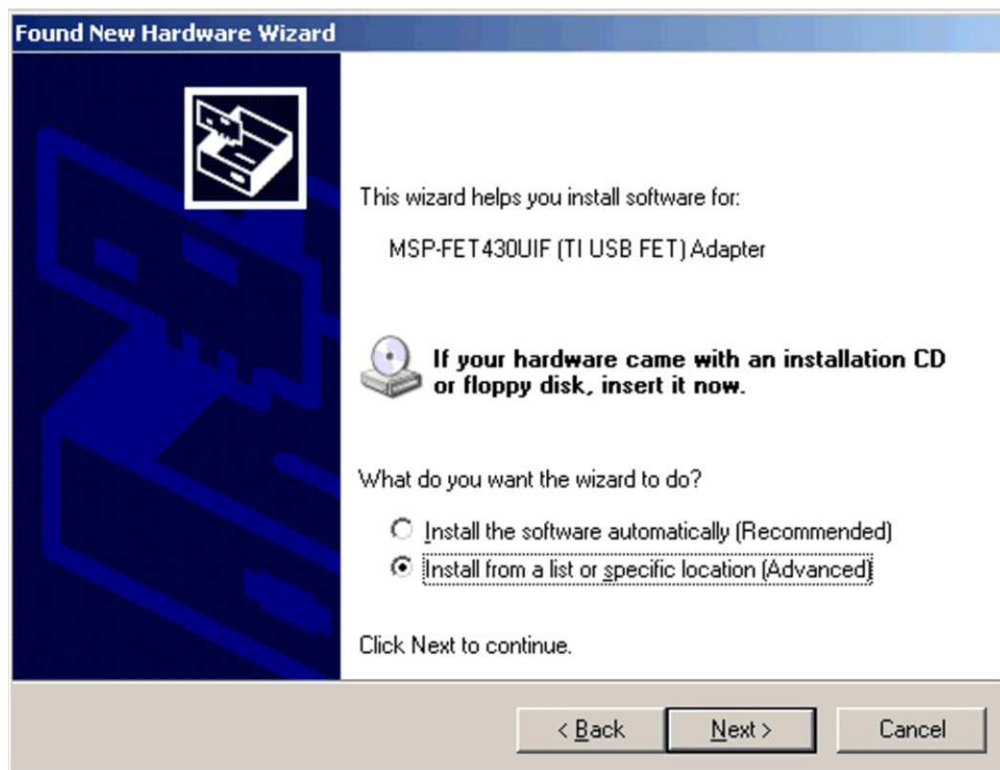 Found New Hardware Wizard
This wizard helps you install software for:
MSP-FET430UIF (TI USB FET) Adapter
If your hardware came with an installation CD
or floppy disk, insert it now.
What do you want the wizard to do?
Install the software automatically (Recommended)
Install from a list or specific location (Advanced)
Click Next to continue.
< Back
Next >
Cancel